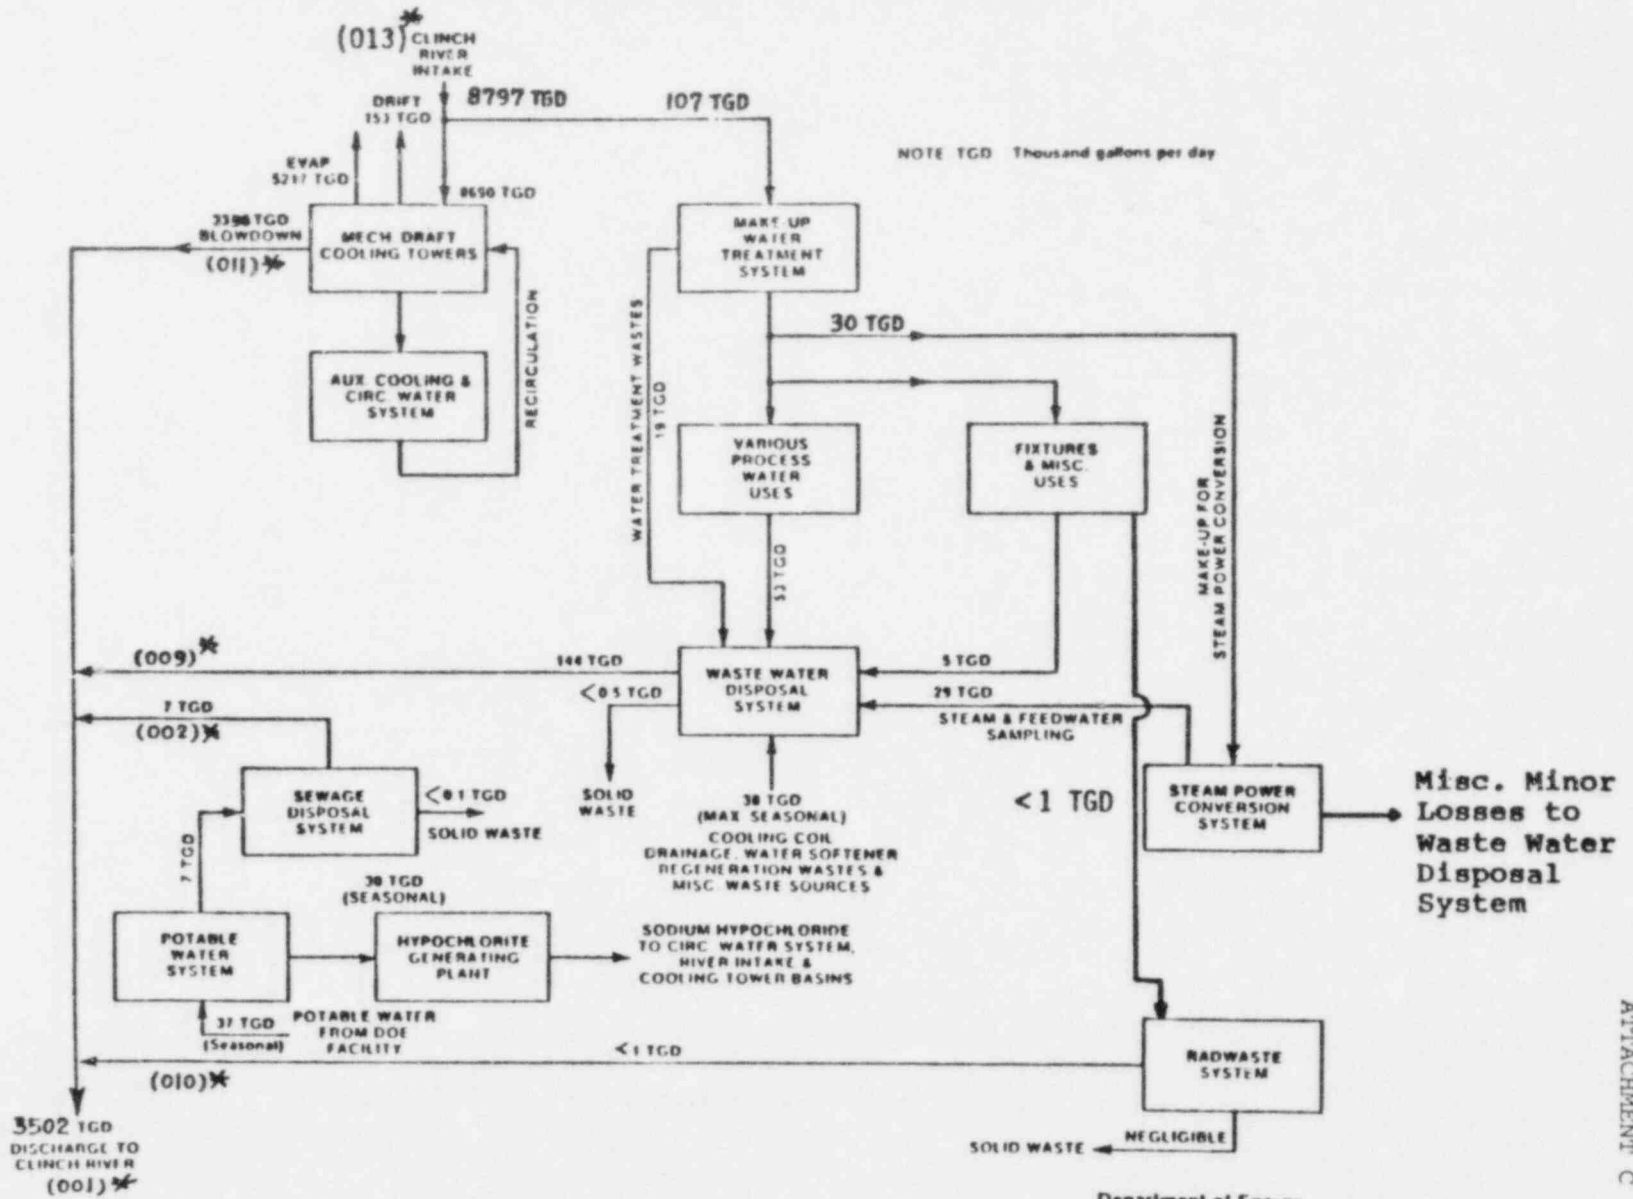 (013)* CLINCH
RIVER
INTAKE
DRIFT
153 TGD
8797 TGD
107 TGD
NOTE TGD Thousand gallons per day
EVAP
5217 TGD
8650 TGD
BLOWDOWN
(011)*
MECH. DRAFT
COOLING TOWERS
MAKE-UP
WATER
TREATMENT
SYSTEM
RECIRCULATION
30 TGD
AUX. COOLING &
CIRC. WATER
SYSTEM
WATER TREATMENT WASTES
19 TGD
VARIOUS
PROCESS
WATER
USES
FIXTURES
& MISC.
USES
MAKE-UP FOR
STEAM POWER CONVERSION
53 TGD
(009)*
144 TGD
WASTE WATER
DISPOSAL
SYSTEM
5 TGD
29 TGD
STEAM & FEEDWATER
SAMPLING
<0.5 TGD
SOLID
WASTE
7 TGD
(002)*
SEWAGE
DISPOSAL
SYSTEM
<0.1 TGD
SOLID WASTE
7 TGD
38 TGD
(MAX SEASONAL)
COOLING COIL
DRAINAGE, WATER SOFTENER
REGENERATION WASTES &
MISC. WASTE SOURCES
<1 TGD
STEAM POWER
CONVERSION
SYSTEM
Misc. Minor
Losses to
Waste Water
Disposal
System
30 TGD
(SEASONAL)
POTABLE
WATER
SYSTEM
HYPOCHLORITE
GENERATING
PLANT
SODIUM HYPOCHLORIDE
TO CIRC. WATER SYSTEM,
RIVER INTAKE &
COOLING TOWER BASINS
37 TGD
(Seasonal)
POTABLE WATER
FROM DOE
FACILITY
<1 TGD
(010)*
RADWASTE
SYSTEM
NEGLIGIBLE
SOLID WASTE
3502 TGD
DISCHARGE TO
CLINCH RIVER
(001)*
ATTACHMENT C